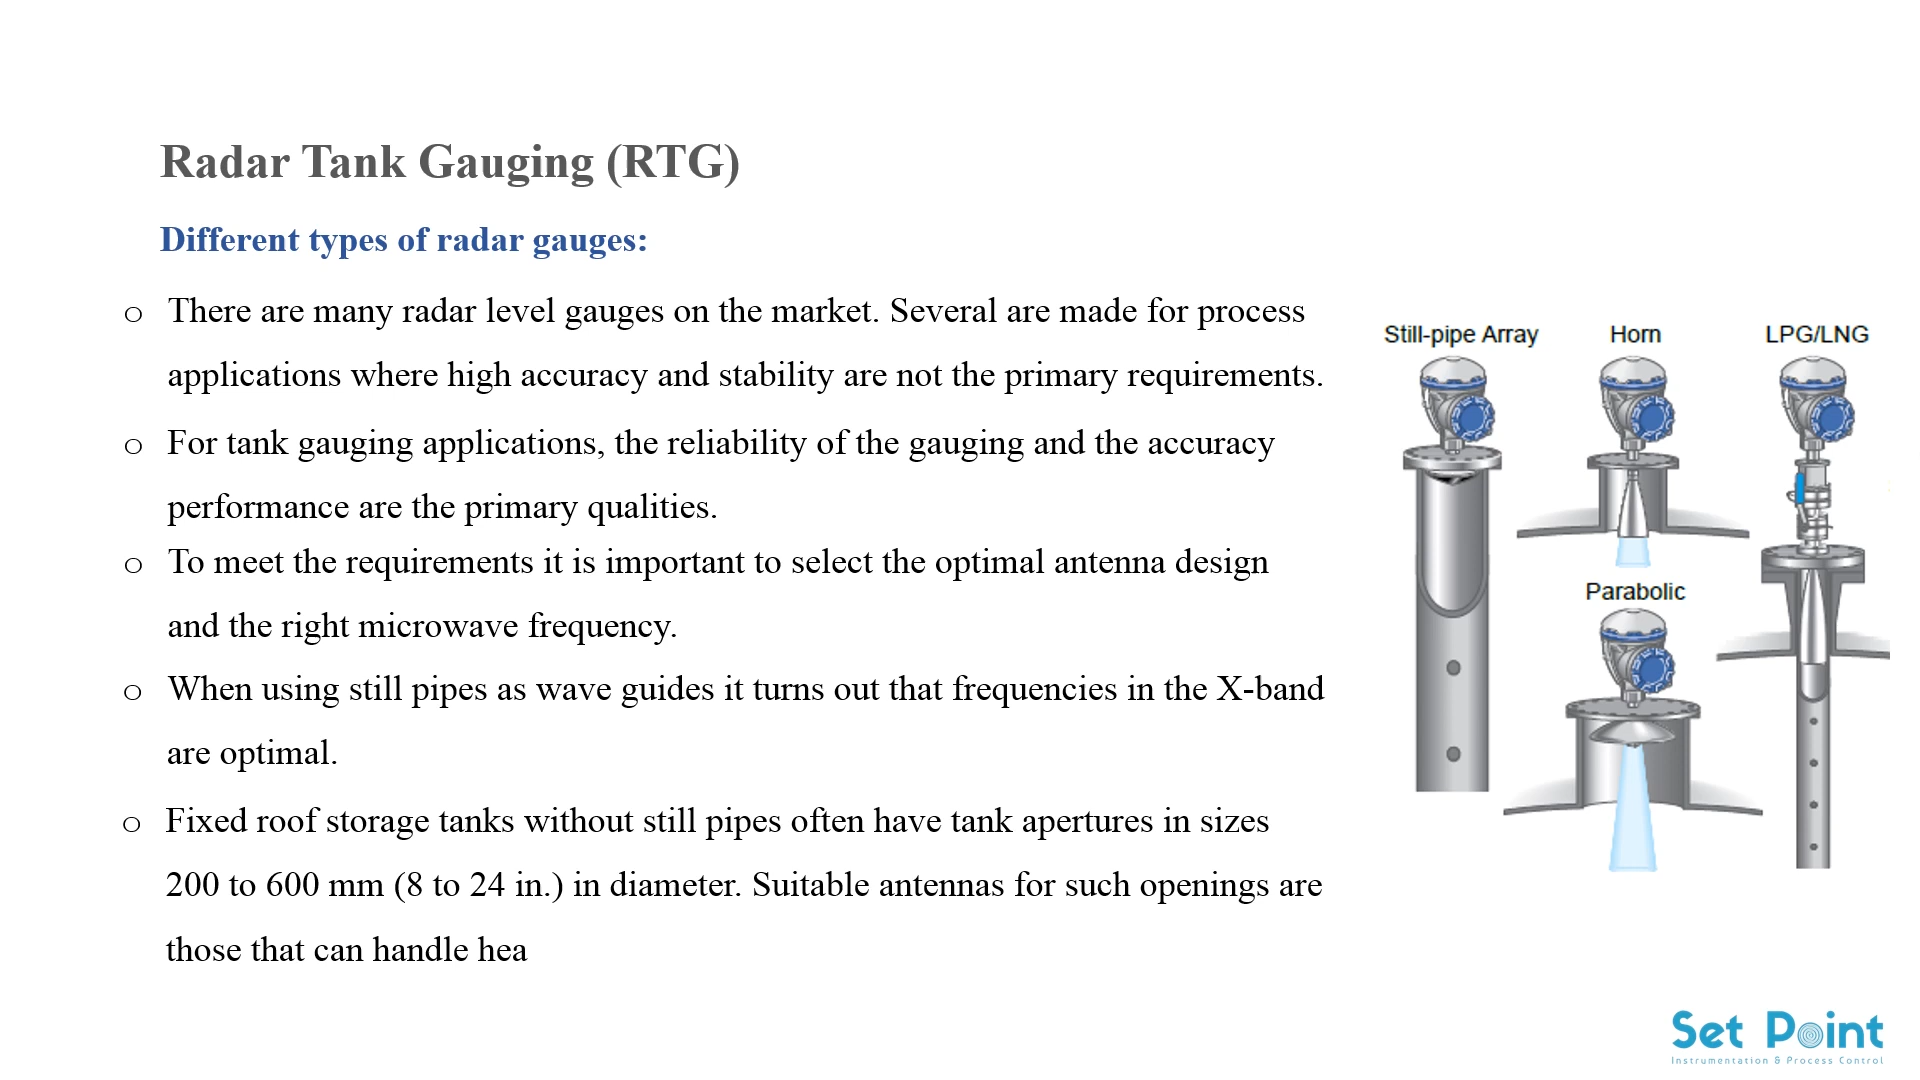 Radar Tank Gauging (RTG)
Different types of radar gauges:
o There are many radar level gauges on the market. Several are made for process
applications where high accuracy and stability are not the primary requirements.
o For tank gauging applications, the reliability of the gauging and the accuracy
performance are the primary qualities.
o To meet the requirements it is important to select the optimal antenna design
and the right microwave frequency.
o When using still pipes as wave guides it turns out that frequencies in the X-band
are optimal.
o Fixed roof storage tanks without still pipes often have tank apertures in sizes
200 to 600 mm (8 to 24 in.) in diameter. Suitable antennas for such openings are
those that can handle hea
Still-pipe Array
Horn
LPG/LNG
Parabolic
Set Point
Instrumentation & Process Control